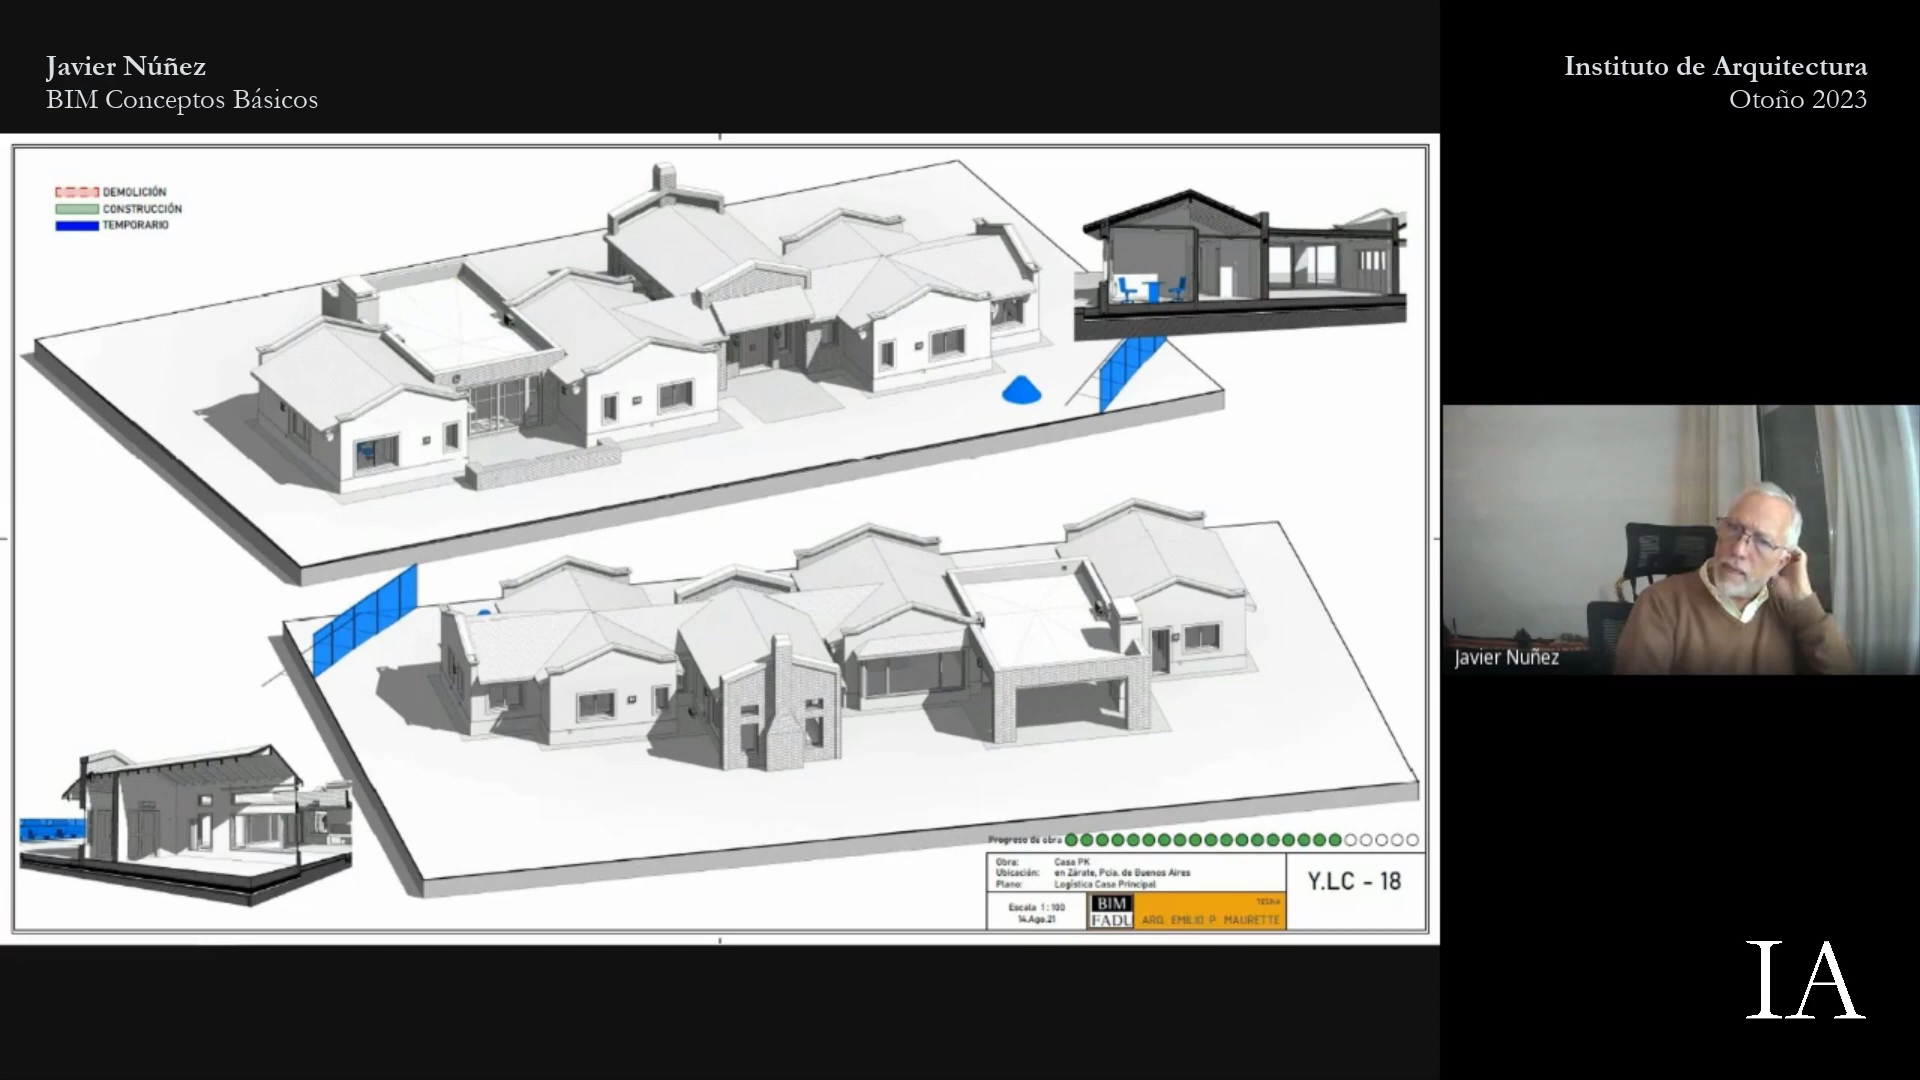 Javier Núñez
BIM Conceptos Básicos
Instituto de Arquitectura
Otoño 2023
DEMOLICIÓN
CONSTRUCCIÓN
TEMPORARIO
Javier Nuñez
Progreso de obra
Obra: Casa PK
Ubicación: en Zárate, Pcia. de Buenos Aires
Plano: Logística Casa Principal
Y.LC - 18
Escala 1:100
14.Ago.21
BIM
FADU
TESINA
ARQ. EMILIO P. MAURETTE
IA